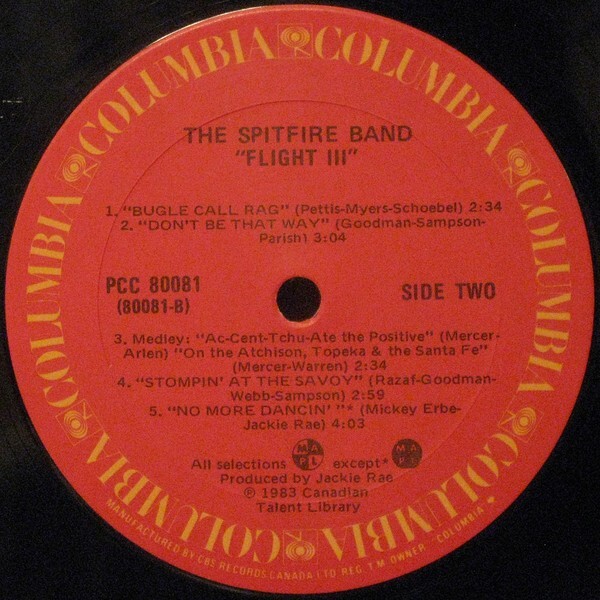 COLUMBIA COLUMBIA COLUMBIA COLUMBIA COLUMBIA COLUMBIA COLUMBIA COLUMBIA
THE SPITFIRE BAND
"FLIGHT III"
1. "BUGLE CALL RAG" (Pettis-Myers-Schoebel) 2:34
2. "DON'T BE THAT WAY" (Goodman-Sampson-
Parish) 3:04
PCC 80081
(80081-B)
SIDE TWO
3. Medley: "Ac-Cent-Tchu-Ate the Positive" (Mercer-
Arlen) "On the Atchison, Topeka & the Santa Fe"
(Mercer-Warren) 2:34
4. "STOMPIN' AT THE SAVOY" (Razaf-Goodman-
Webb-Sampson) 2:59
5. "NO MORE DANCIN' "* (Mickey Erbe-
Jackie Rae) 4:03
All selections MAPL except* MAPL
Produced by Jackie Rae
℗ 1983 Canadian
Talent Library
MANUFACTURED BY CBS RECORDS CANADA LTD REG. T.M OWNER - COLUMBIA